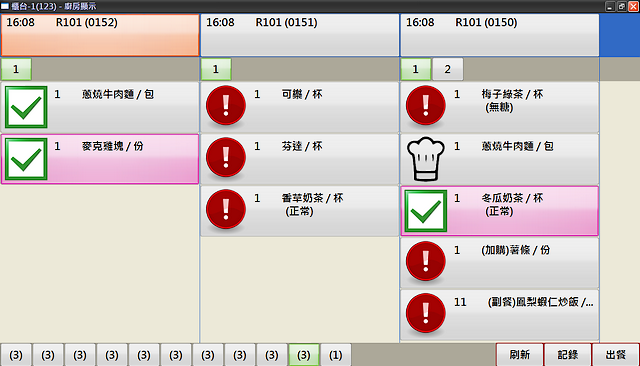 櫃台-1(123) - 廚房顯示
16:08 R101 (0152)
16:08 R101 (0151)
16:08 R101 (0150)
1
1
1 2
1 蔥燒牛肉麵 / 包
1 麥克雞塊 / 份
1 可樂 / 杯
1 芬達 / 杯
1 香草奶茶 / 杯
(正常)
1 梅子綠茶 / 杯
(無糖)
1 蔥燒牛肉麵 / 包
1 冬瓜奶茶 / 杯
(正常)
1 (加購)薯條 / 份
11 (副餐)鳳梨蝦仁炒飯 /...
(3) (3) (3) (3) (3) (3) (3) (3) (3) (3) (1)
刷新 記錄 出餐